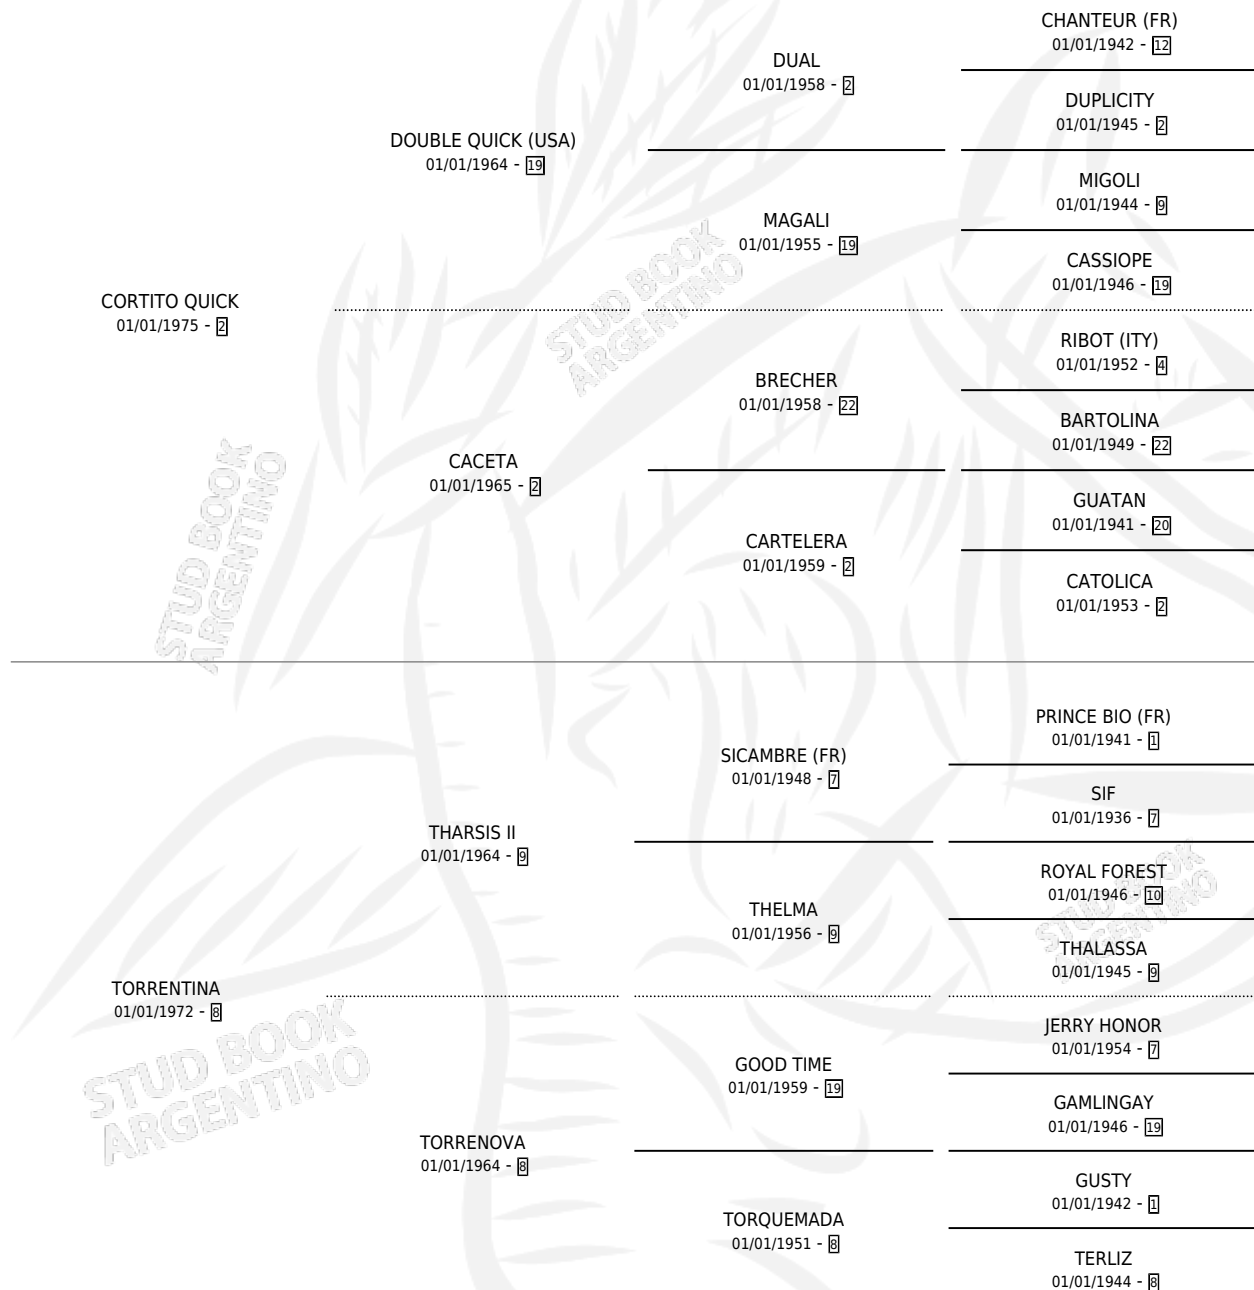 CHANTEUR (FR)
01/01/1942 - 12
DUAL
01/01/1958 - 2
DUPLICITY
01/01/1945 - 2
DOUBLE QUICK (USA)
01/01/1964 - 19
MIGOLI
01/01/1944 - 9
MAGALI
01/01/1955 - 19
CASSIOPE
01/01/1946 - 19
CORTITO QUICK
01/01/1975 - 2
RIBOT (ITY)
01/01/1952 - 4
BRECHER
01/01/1958 - 22
BARTOLINA
01/01/1949 - 22
CACETA
01/01/1965 - 2
GUATAN
01/01/1941 - 20
CARTELERA
01/01/1959 - 2
CATOLICA
01/01/1953 - 2
PRINCE BIO (FR)
01/01/1941 - 1
SICAMBRE (FR)
01/01/1948 - 7
SIF
01/01/1936 - 7
THARSIS II
01/01/1964 - 9
ROYAL FOREST
01/01/1946 - 10
THELMA
01/01/1956 - 9
THALASSA
01/01/1945 - 9
TORRENTINA
01/01/1972 - 8
JERRY HONOR
01/01/1954 - 7
GOOD TIME
01/01/1959 - 19
GAMLINGAY
01/01/1946 - 19
TORRENOVA
01/01/1964 - 8
GUSTY
01/01/1942 - 1
TORQUEMADA
01/01/1951 - 8
TERLIZ
01/01/1944 - 8
STUD BOOK
ARGENTINO
STUD BOOK
ARGENTINO
STUD BOOK
ARGENTINO
STUD BOOK
ARGENTINO